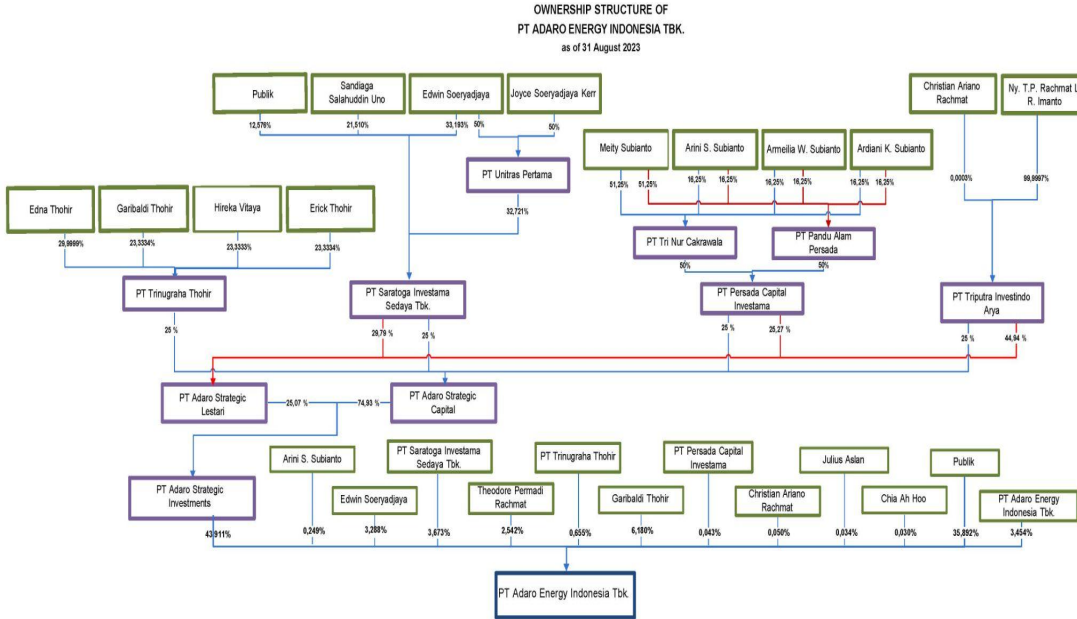 OWNERSHIP STRUCTURE OF
PT ADARO ENERGY INDONESIA TBK.
as of 31 August 2023
Publik
Sandiaga
Salahuddin Uno
Edwin Soeryadjaya
Joyce Soeryadjaya Kerr
Christian Ariano
Rachmat
Ny. T.P. Rachmat L
R. Imanto
12,576%
21,510%
33,193%
50%
50%
Meity Subianto
Arini S. Subianto
Armeilia W. Subianto
Ardiani K. Subianto
PT Unitras Pertama
0,0003%
99,9997%
51,25%
51,25%
16,25%
16,25%
16,25%
16,25%
16,25%
16,25%
Edna Thohir
Garibaldi Thohir
Hireka Vitaya
Erick Thohir
32,721%
29,9999%
23,3334%
23,3333%
23,3334%
PT Tri Nur Cakrawala
PT Pandu Alam
Persada
50%
50%
PT Trinugraha Thohir
PT Saratoga Investama
Sedaya Tbk.
PT Persada Capital
Investama
PT Triputra Investindo
Arya
25 %
29,79 %
25 %
25 %
25,27 %
25 %
44,94 %
PT Adaro Strategic
Lestari
25,07 %
74,93 %
PT Adaro Strategic
Capital
PT Adaro Strategic
Investments
Arini S. Subianto
Edwin Soeryadjaya
PT Saratoga Investama
Sedaya Tbk.
Theodore Permadi
Rachmat
PT Trinugraha Thohir
Garibaldi Thohir
PT Persada Capital
Investama
Christian Ariano
Rachmat
Julius Aslan
Chia Ah Hoo
Publik
PT Adaro Energy
Indonesia Tbk.
43,911%
0,249%
3,288%
3,673%
2,542%
0,655%
6,180%
0,043%
0,050%
0,034%
0,030%
35,892%
3,454%
PT Adaro Energy Indonesia Tbk.